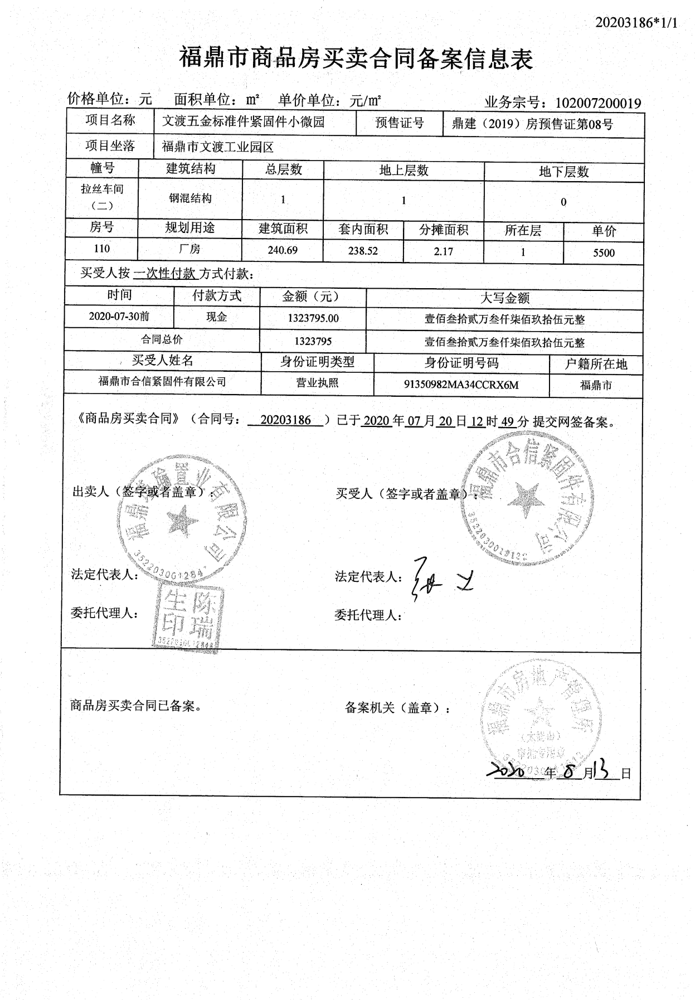 20203186*1/1
福鼎市商品房买卖合同备案信息表
价格单位：元 面积单位：㎡ 单价单位：元/㎡ 业务宗号：102007200019
项目名称 文渡五金标准件紧固件小微园 预售证号 鼎建（2019）房预售证第08号
项目坐落 福鼎市文渡工业园区
幢号 建筑结构 总层数 地上层数 地下层数
拉丝车间（二） 钢混结构 1 1 0
房号 规划用途 建筑面积 套内面积 分摊面积 所在层 单价
110 厂房 240.69 238.52 2.17 1 5500
买受人按 一次性付款 方式付款：
时间 付款方式 金额（元） 大写金额
2020-07-30前 现金 1323795.00 壹佰叁拾贰万叁仟柒佰玖拾伍元整
合同总价 1323795 壹佰叁拾贰万叁仟柒佰玖拾伍元整
买受人姓名 身份证明类型 身份证明号码 户籍所在地
福鼎市合信紧固件有限公司 营业执照 91350982MA34CCRX6M 福鼎市
《商品房买卖合同》（合同号： 20203186 ）已于 2020 年 07 月 20 日 12 时 49 分 提交网签备案。
出卖人（签字或者盖章）： 买受人（签字或者盖章）：
置业有限公司
福鼎市合信紧固件有限公司
法定代表人： 法定代表人：
委托代理人： 委托代理人：
陈瑞生印
商品房买卖合同已备案。 备案机关（盖章）：
福鼎市房地产管理所
2020 年 8 月 13 日